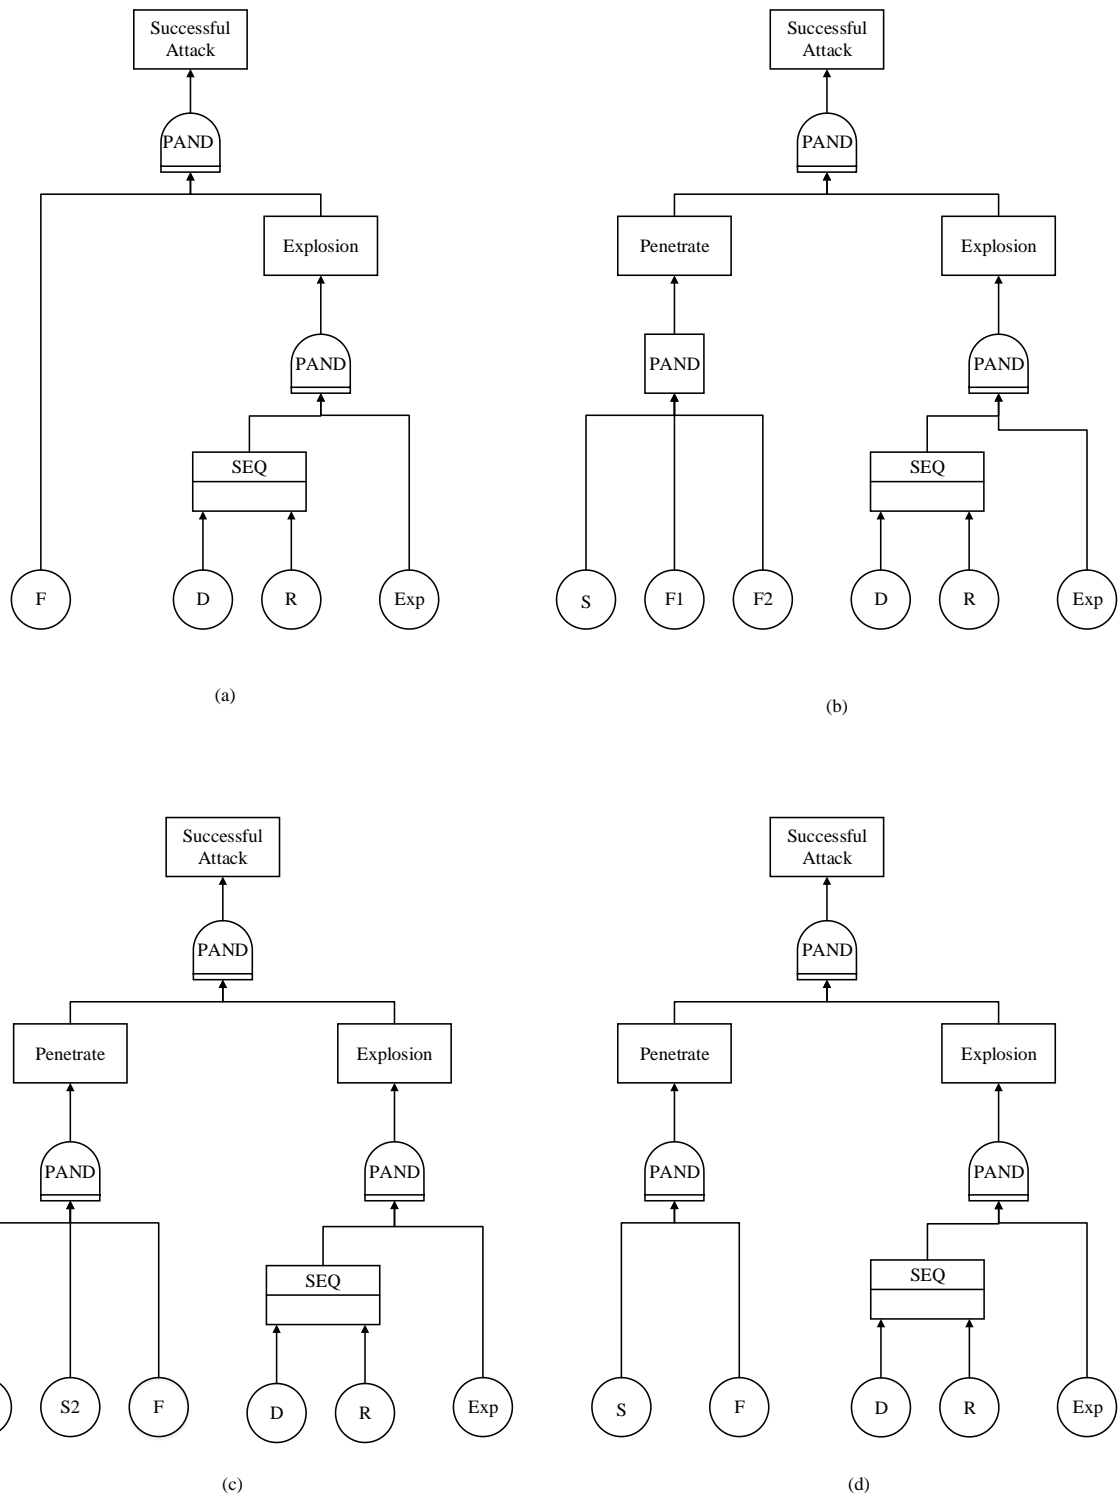 Successful
Attack
PAND
Explosion
PAND
SEQ
F
D
R
Exp
(a)
Successful
Attack
PAND
Penetrate
Explosion
PAND
PAND
SEQ
S
F1
F2
D
R
Exp
(b)
Successful
Attack
PAND
Penetrate
Explosion
PAND
PAND
SEQ
S2
F
D
R
Exp
(c)
Successful
Attack
PAND
Penetrate
Explosion
PAND
PAND
SEQ
S
F
D
R
Exp
(d)